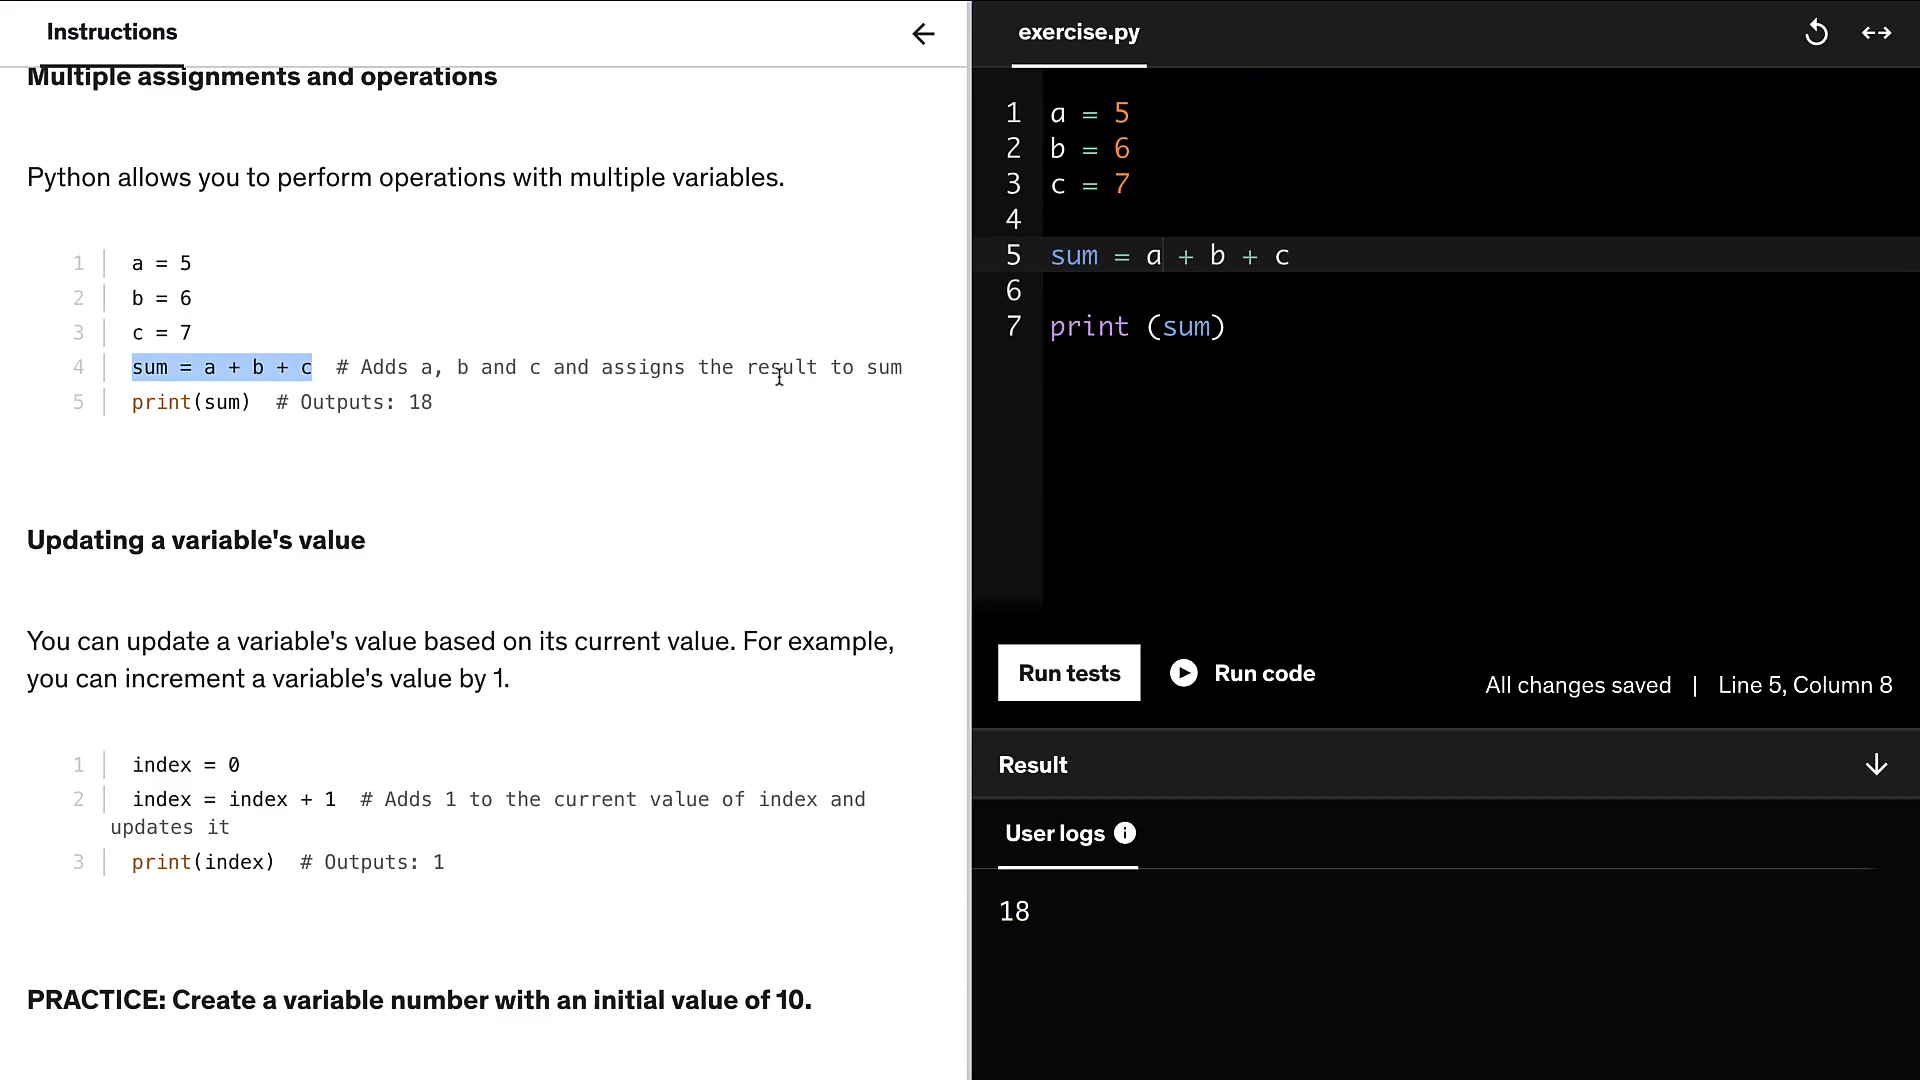 Instructions
Multiple assignments and operations
Python allows you to perform operations with multiple variables.
1 a = 5
2 b = 6
3 c = 7
4 sum = a + b + c  # Adds a, b and c and assigns the result to sum
5 print(sum)  # Outputs: 18
Updating a variable's value
You can update a variable's value based on its current value. For example,
you can increment a variable's value by 1.
1 index = 0
2 index = index + 1  # Adds 1 to the current value of index and
updates it
3 print(index)  # Outputs: 1
PRACTICE: Create a variable number with an initial value of 10.
exercise.py
1 a = 5
2 b = 6
3 c = 7
4
5 sum = a + b + c
6
7 print (sum)
Run tests
Run code
All changes saved | Line 5, Column 8
Result
User logs
18